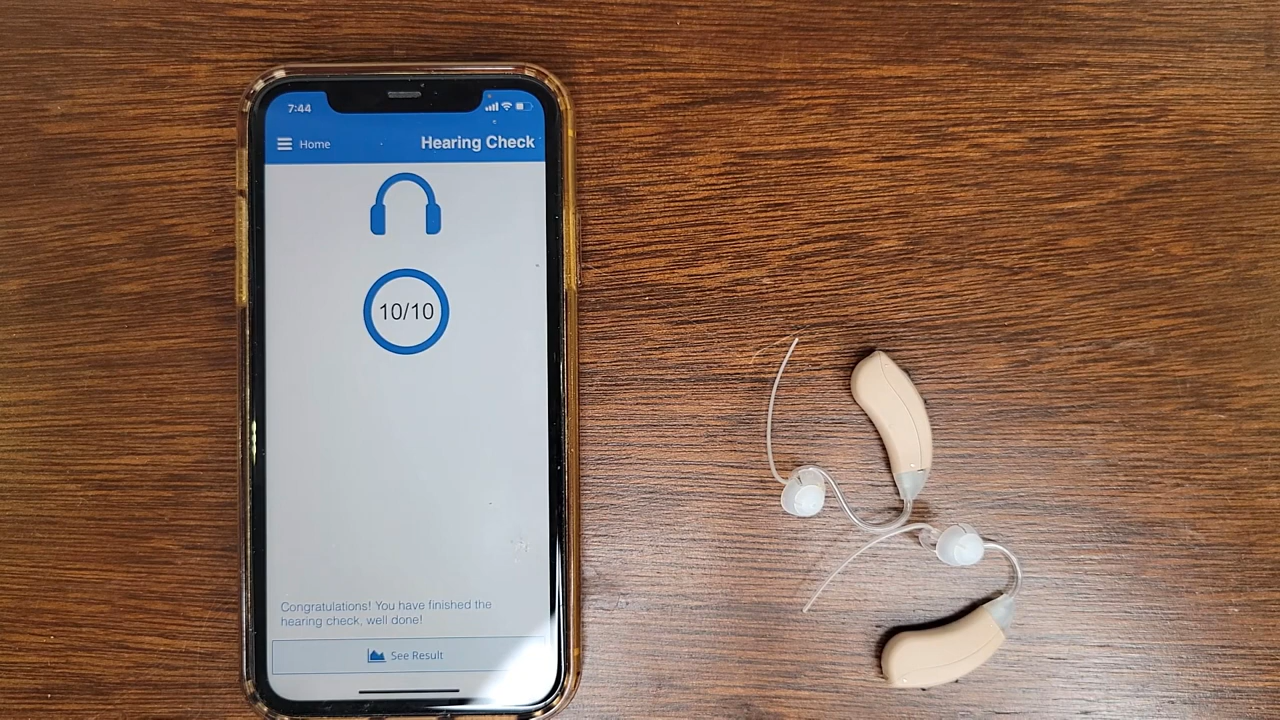 7:44
Home
Hearing Check
10/10
Congratulations! You have finished the
hearing check, well done!
See Result